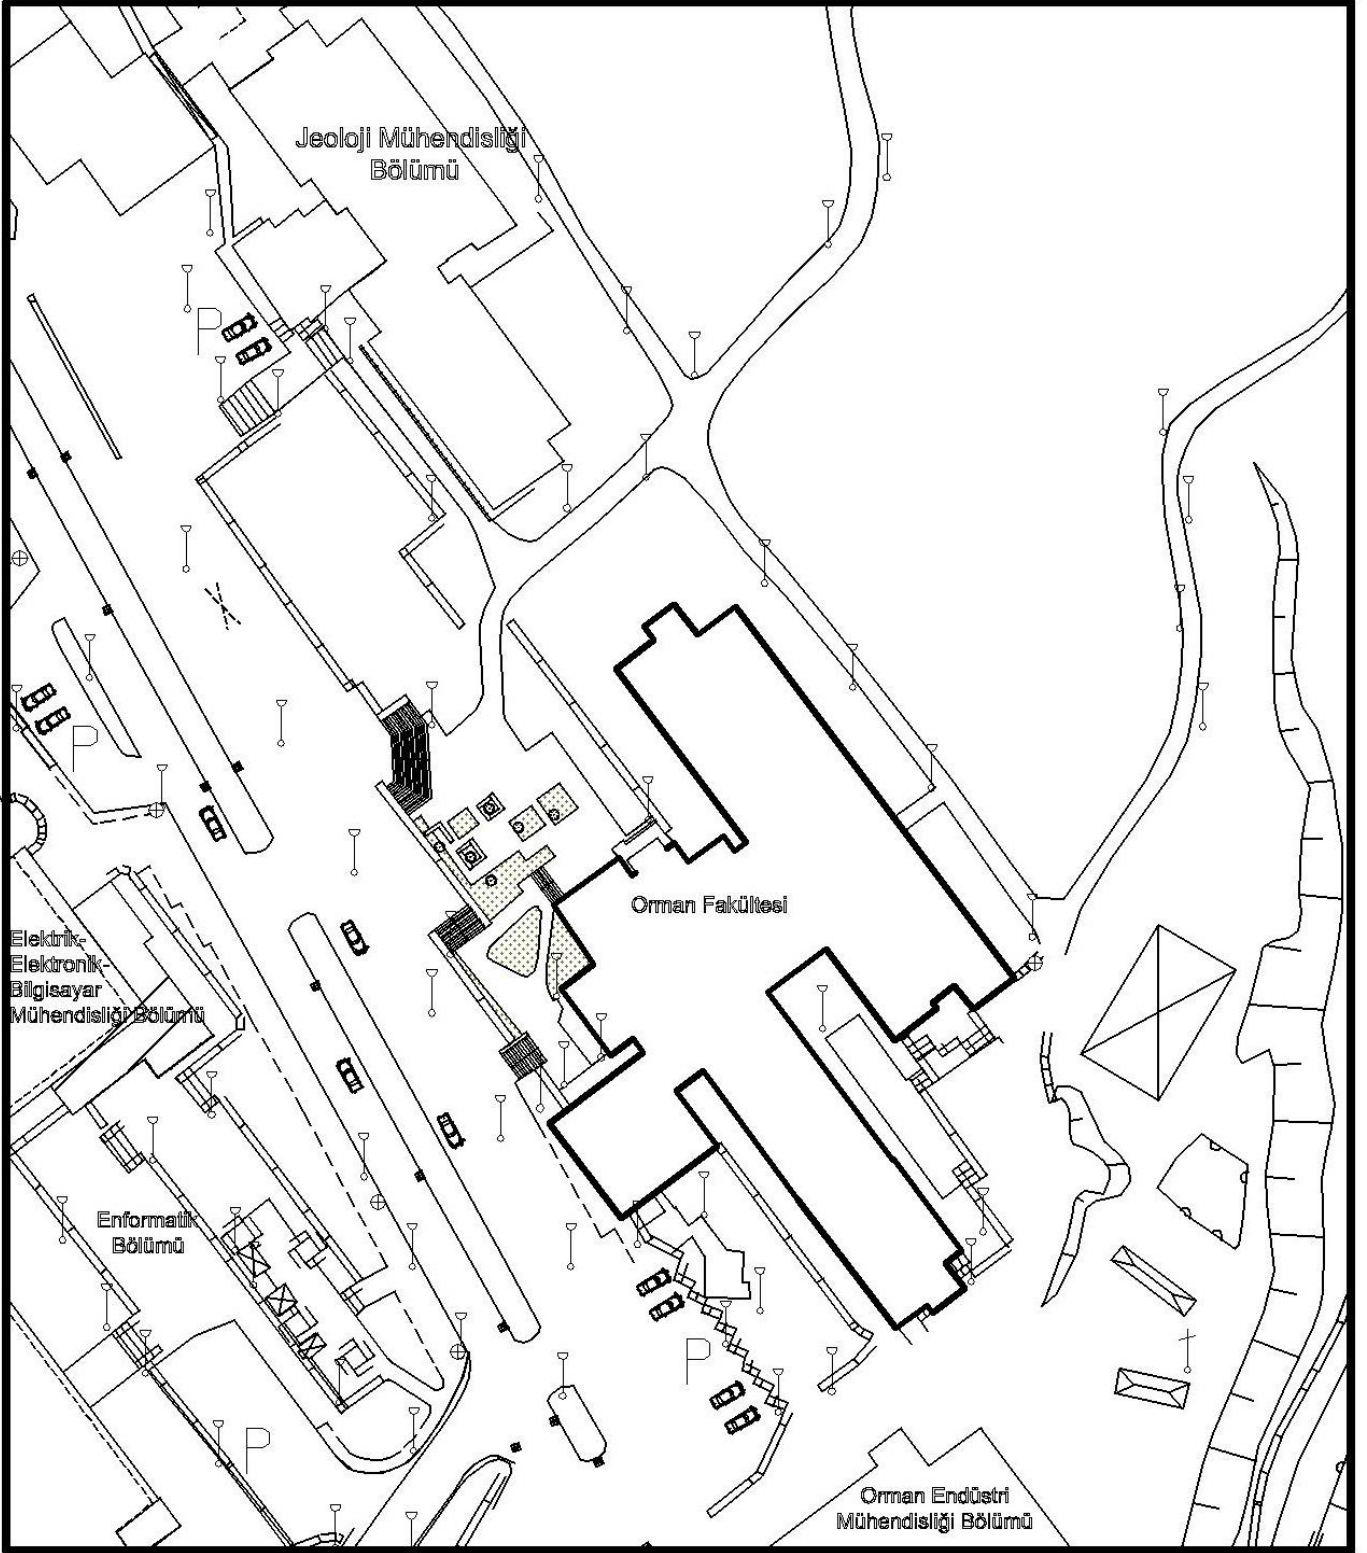 Jeoloji Mühendisliği
Bölümü
P
P
Orman Fakültesi
Elektrik-
Elektronik-
Bilgisayar
Mühendisliği Bölümü
Enformatik
Bölümü
P
P
Orman Endüstri
Mühendisliği Bölümü